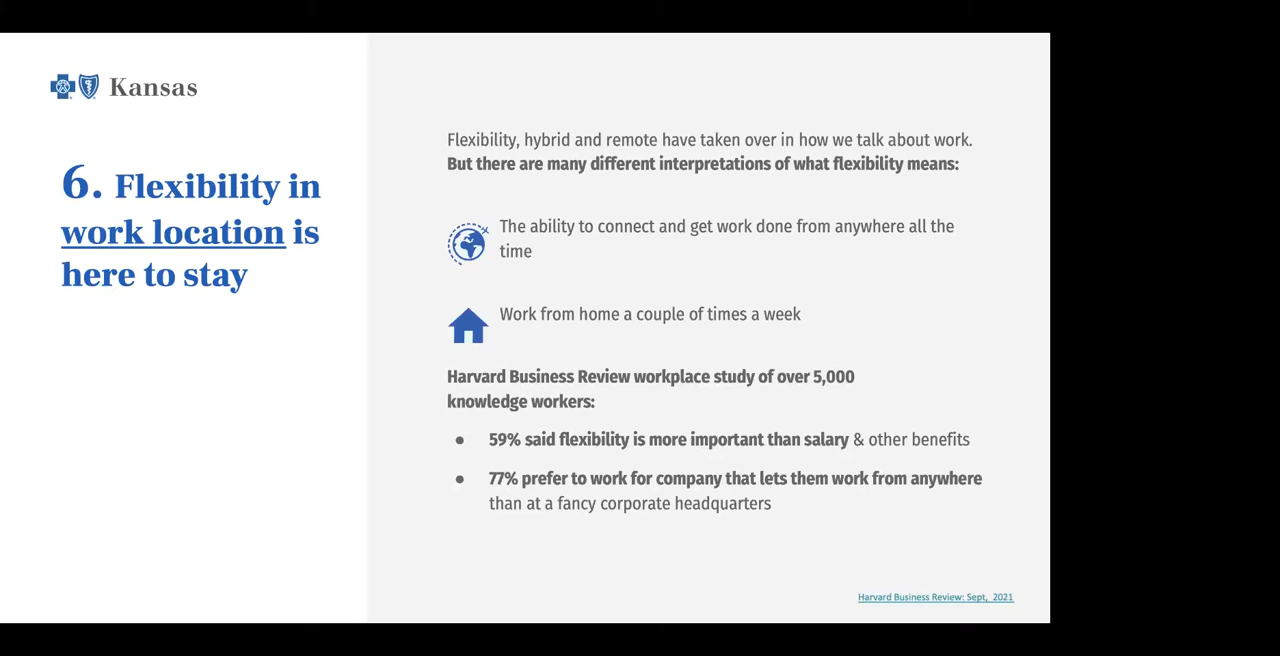 Kansas
6. Flexibility in
work location is
here to stay
Flexibility, hybrid and remote have taken over in how we talk about work.
But there are many different interpretations of what flexibility means:
The ability to connect and get work done from anywhere all the
time
Work from home a couple of times a week
Harvard Business Review workplace study of over 5,000
knowledge workers:
● 59% said flexibility is more important than salary & other benefits
● 77% prefer to work for company that lets them work from anywhere
than at a fancy corporate headquarters
Harvard Business Review: Sept, 2021